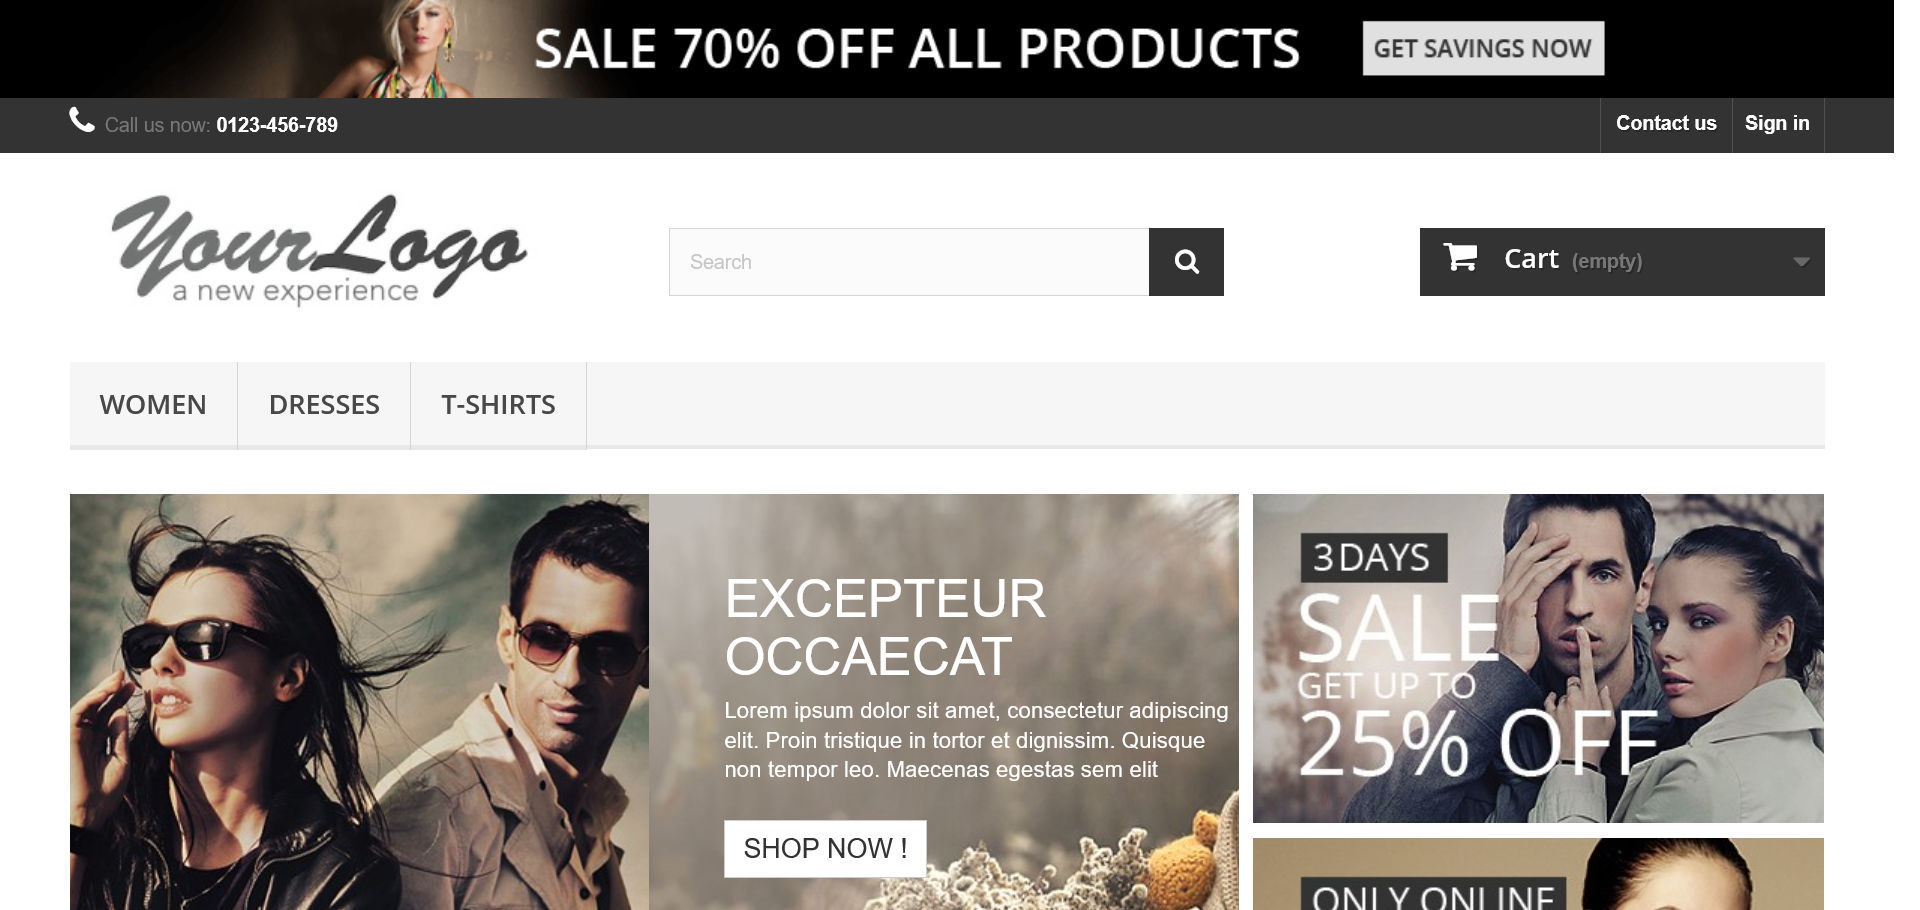 SALE 70% OFF ALL PRODUCTS
GET SAVINGS NOW
Call us now: 0123-456-789
Contact us
Sign in
YourLogo
a new experience
Search
Cart (empty)
WOMEN
DRESSES
T-SHIRTS
EXCEPTEUR
OCCAECAT
Lorem ipsum dolor sit amet, consectetur adipiscing
elit. Proin tristique in tortor et dignissim. Quisque
non tempor leo. Maecenas egestas sem elit
SHOP NOW !
3 DAYS
SALE
GET UP TO
25% OFF
ONLY ONLINE